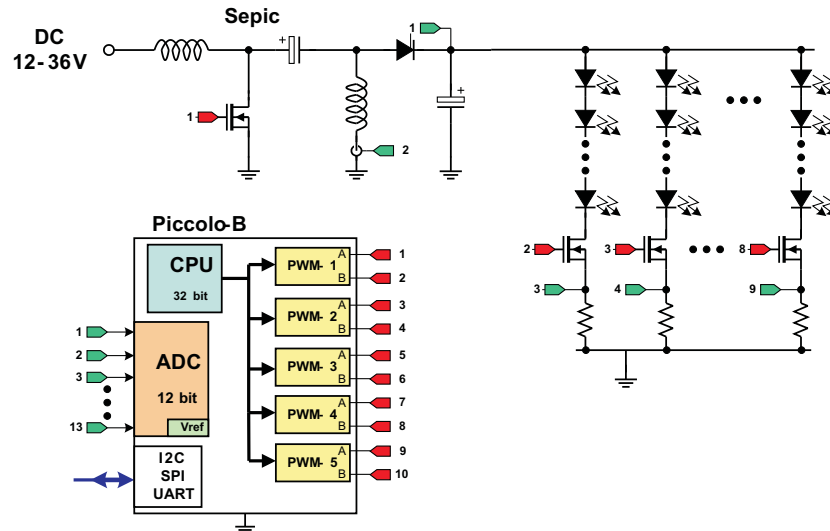 Sepic
DC
12-36V
1
1
2
2
3
8
3
4
9
Piccolo-B
CPU
32 bit
PWM- 1
A
B
1
2
PWM- 2
A
B
3
4
PWM- 3
A
B
5
6
PWM- 4
A
B
7
8
PWM- 5
A
B
9
10
1
2
3
13
ADC
12 bit
Vref
I2C
SPI
UART